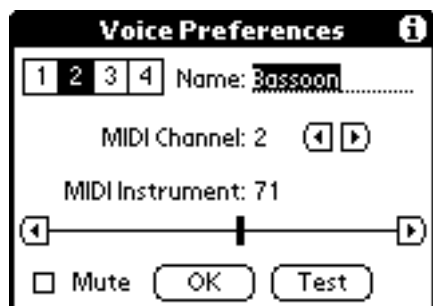 Voice Preferences i
1 2 3 4 Name: Bassoon
MIDI Channel: 2
MIDI Instrument: 71
Mute OK Test